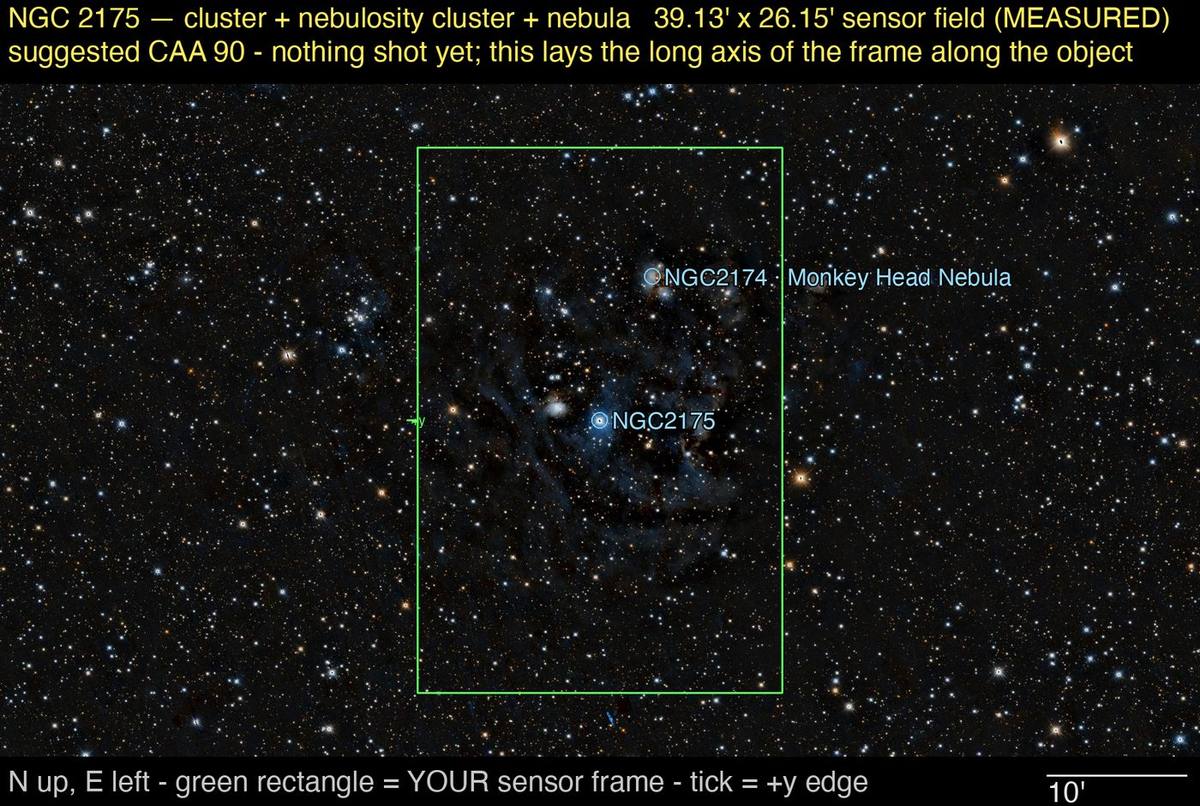 NGC 2175 — cluster + nebulosity cluster + nebula 39.13' x 26.15' sensor field (MEASURED)
suggested CAA 90 - nothing shot yet; this lays the long axis of the frame along the object
NGC2174 · Monkey Head Nebula
NGC2175
+y
N up, E left - green rectangle = YOUR sensor frame - tick = +y edge
10'